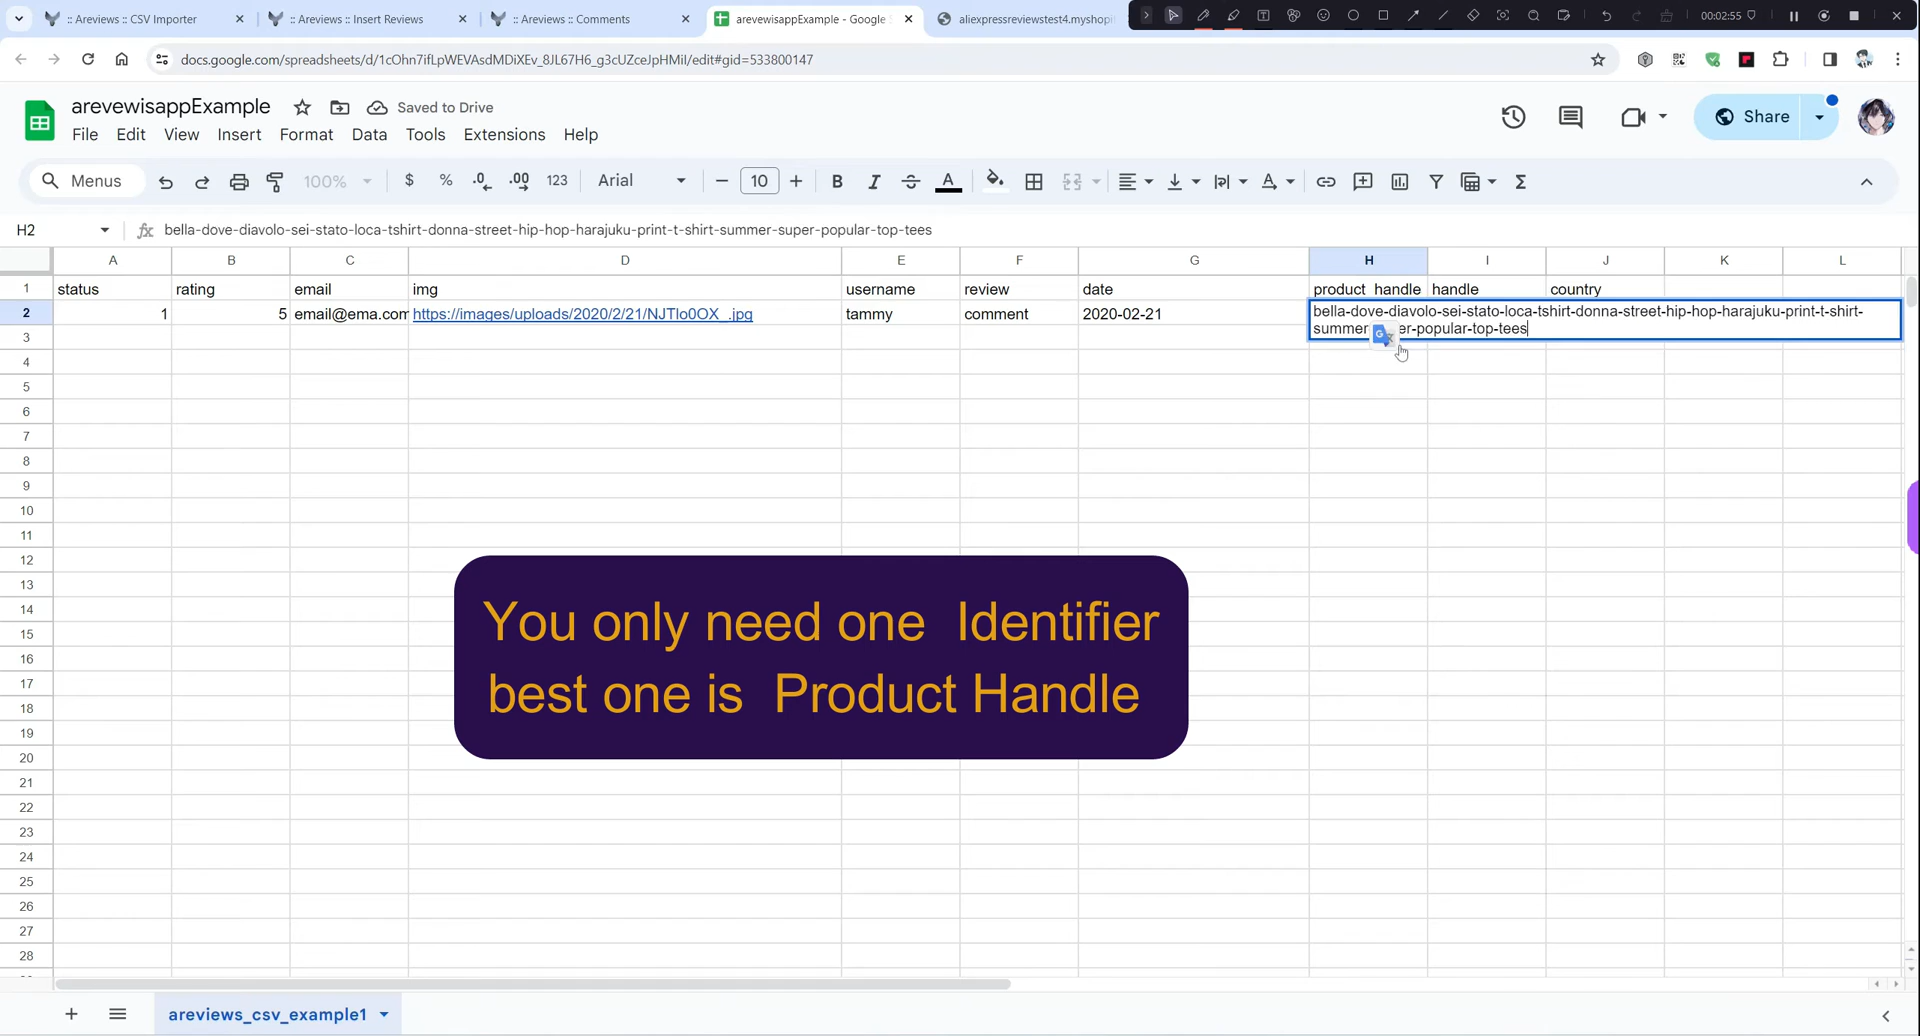 :: Areviews :: CSV Importer
:: Areviews :: Insert Reviews
:: Areviews :: Comments
arevewisappExample - Google
aliexpressreviewstest4.myshop
00:02:55
docs.google.com/spreadsheets/d/1cOhn7ifLpWEVAsdMDiXEv_8JL67H6_g3cUZceJpHMiI/edit#gid=533800147
arevewisappExample
Saved to Drive
Share
File Edit View Insert Format Data Tools Extensions Help
Menus
100%
$ % .0 .00 123
Arial
10
B I A
H2
bella-dove-diavolo-sei-stato-loca-tshirt-donna-street-hip-hop-harajuku-print-t-shirt-summer-super-popular-top-tees
A B C D E F G H I J K L
1 status rating email img username review date product_handle handle country
2 1 5 email@ema.com https://images/uploads/2020/2/21/NJTlo0OX_.jpg tammy comment 2020-02-21 bella-dove-diavolo-sei-stato-loca-tshirt-donna-street-hip-hop-harajuku-print-t-shirt-
summer er-popular-top-tees
3
4
5
6
7
8
9
10
11
12
13
14
15
16
17
18
19
20
21
22
23
24
25
26
27
28
You only need one Identifier
best one is Product Handle
areviews_csv_example1